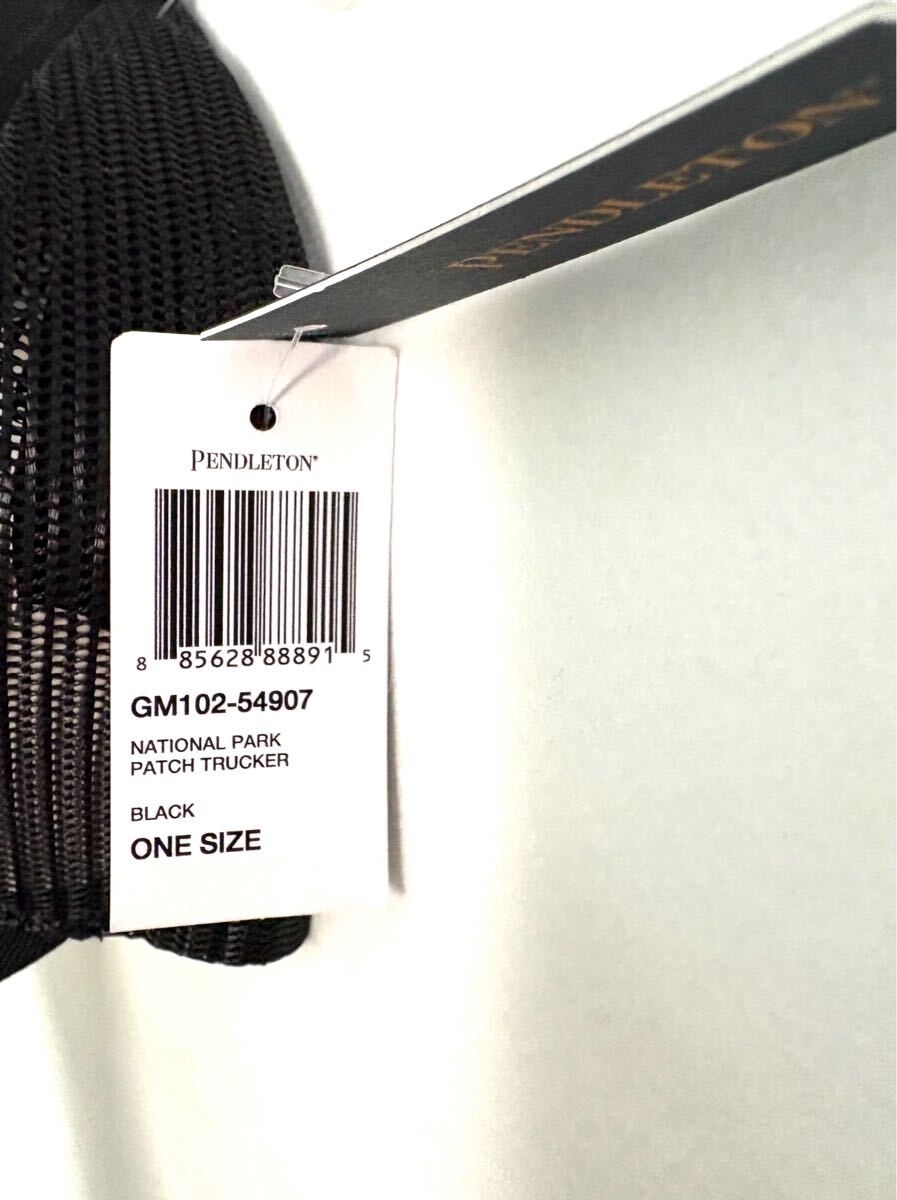 PENDLETON
PENDLETON®
8 85628 88891 5
GM102-54907
NATIONAL PARK
PATCH TRUCKER
BLACK
ONE SIZE